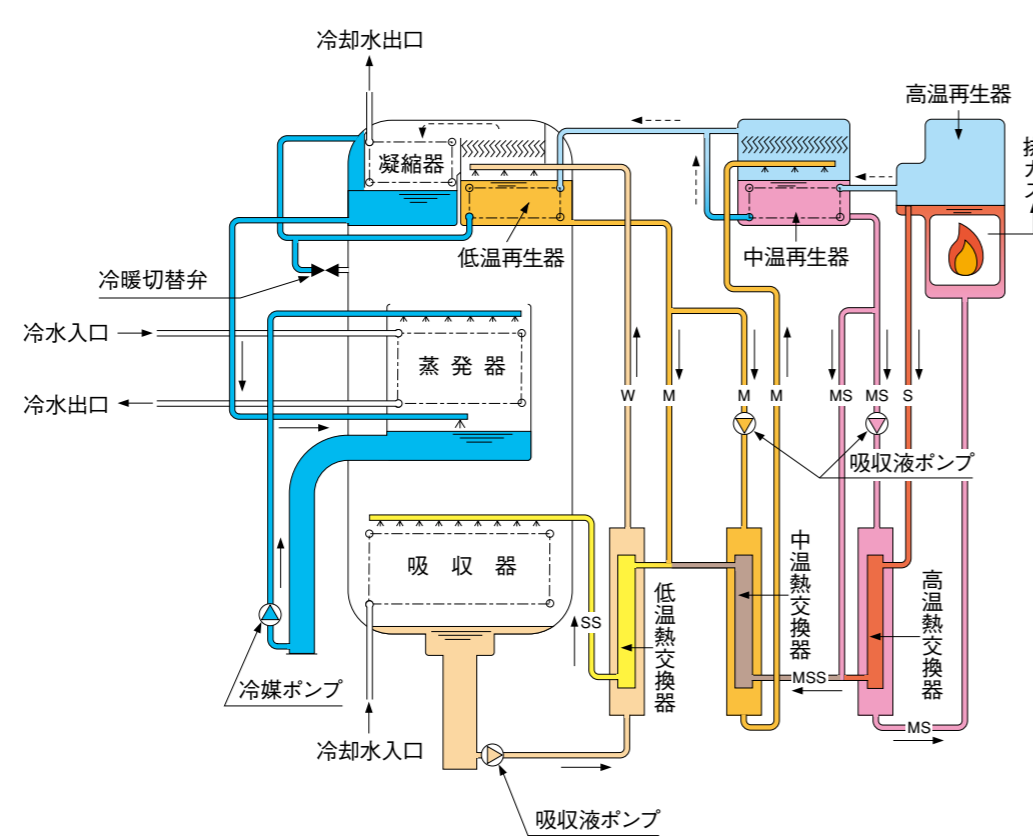 冷却水出口
高温再生器
排ガス
凝縮器
低温再生器
中温再生器
冷暖切替弁
冷水入口
蒸発器
冷水出口
W
M
M
M
MS
MS
S
吸収液ポンプ
吸収器
中温熱交換器
低温熱交換器
高温熱交換器
SS
MSS
冷媒ポンプ
MS
冷却水入口
吸収液ポンプ